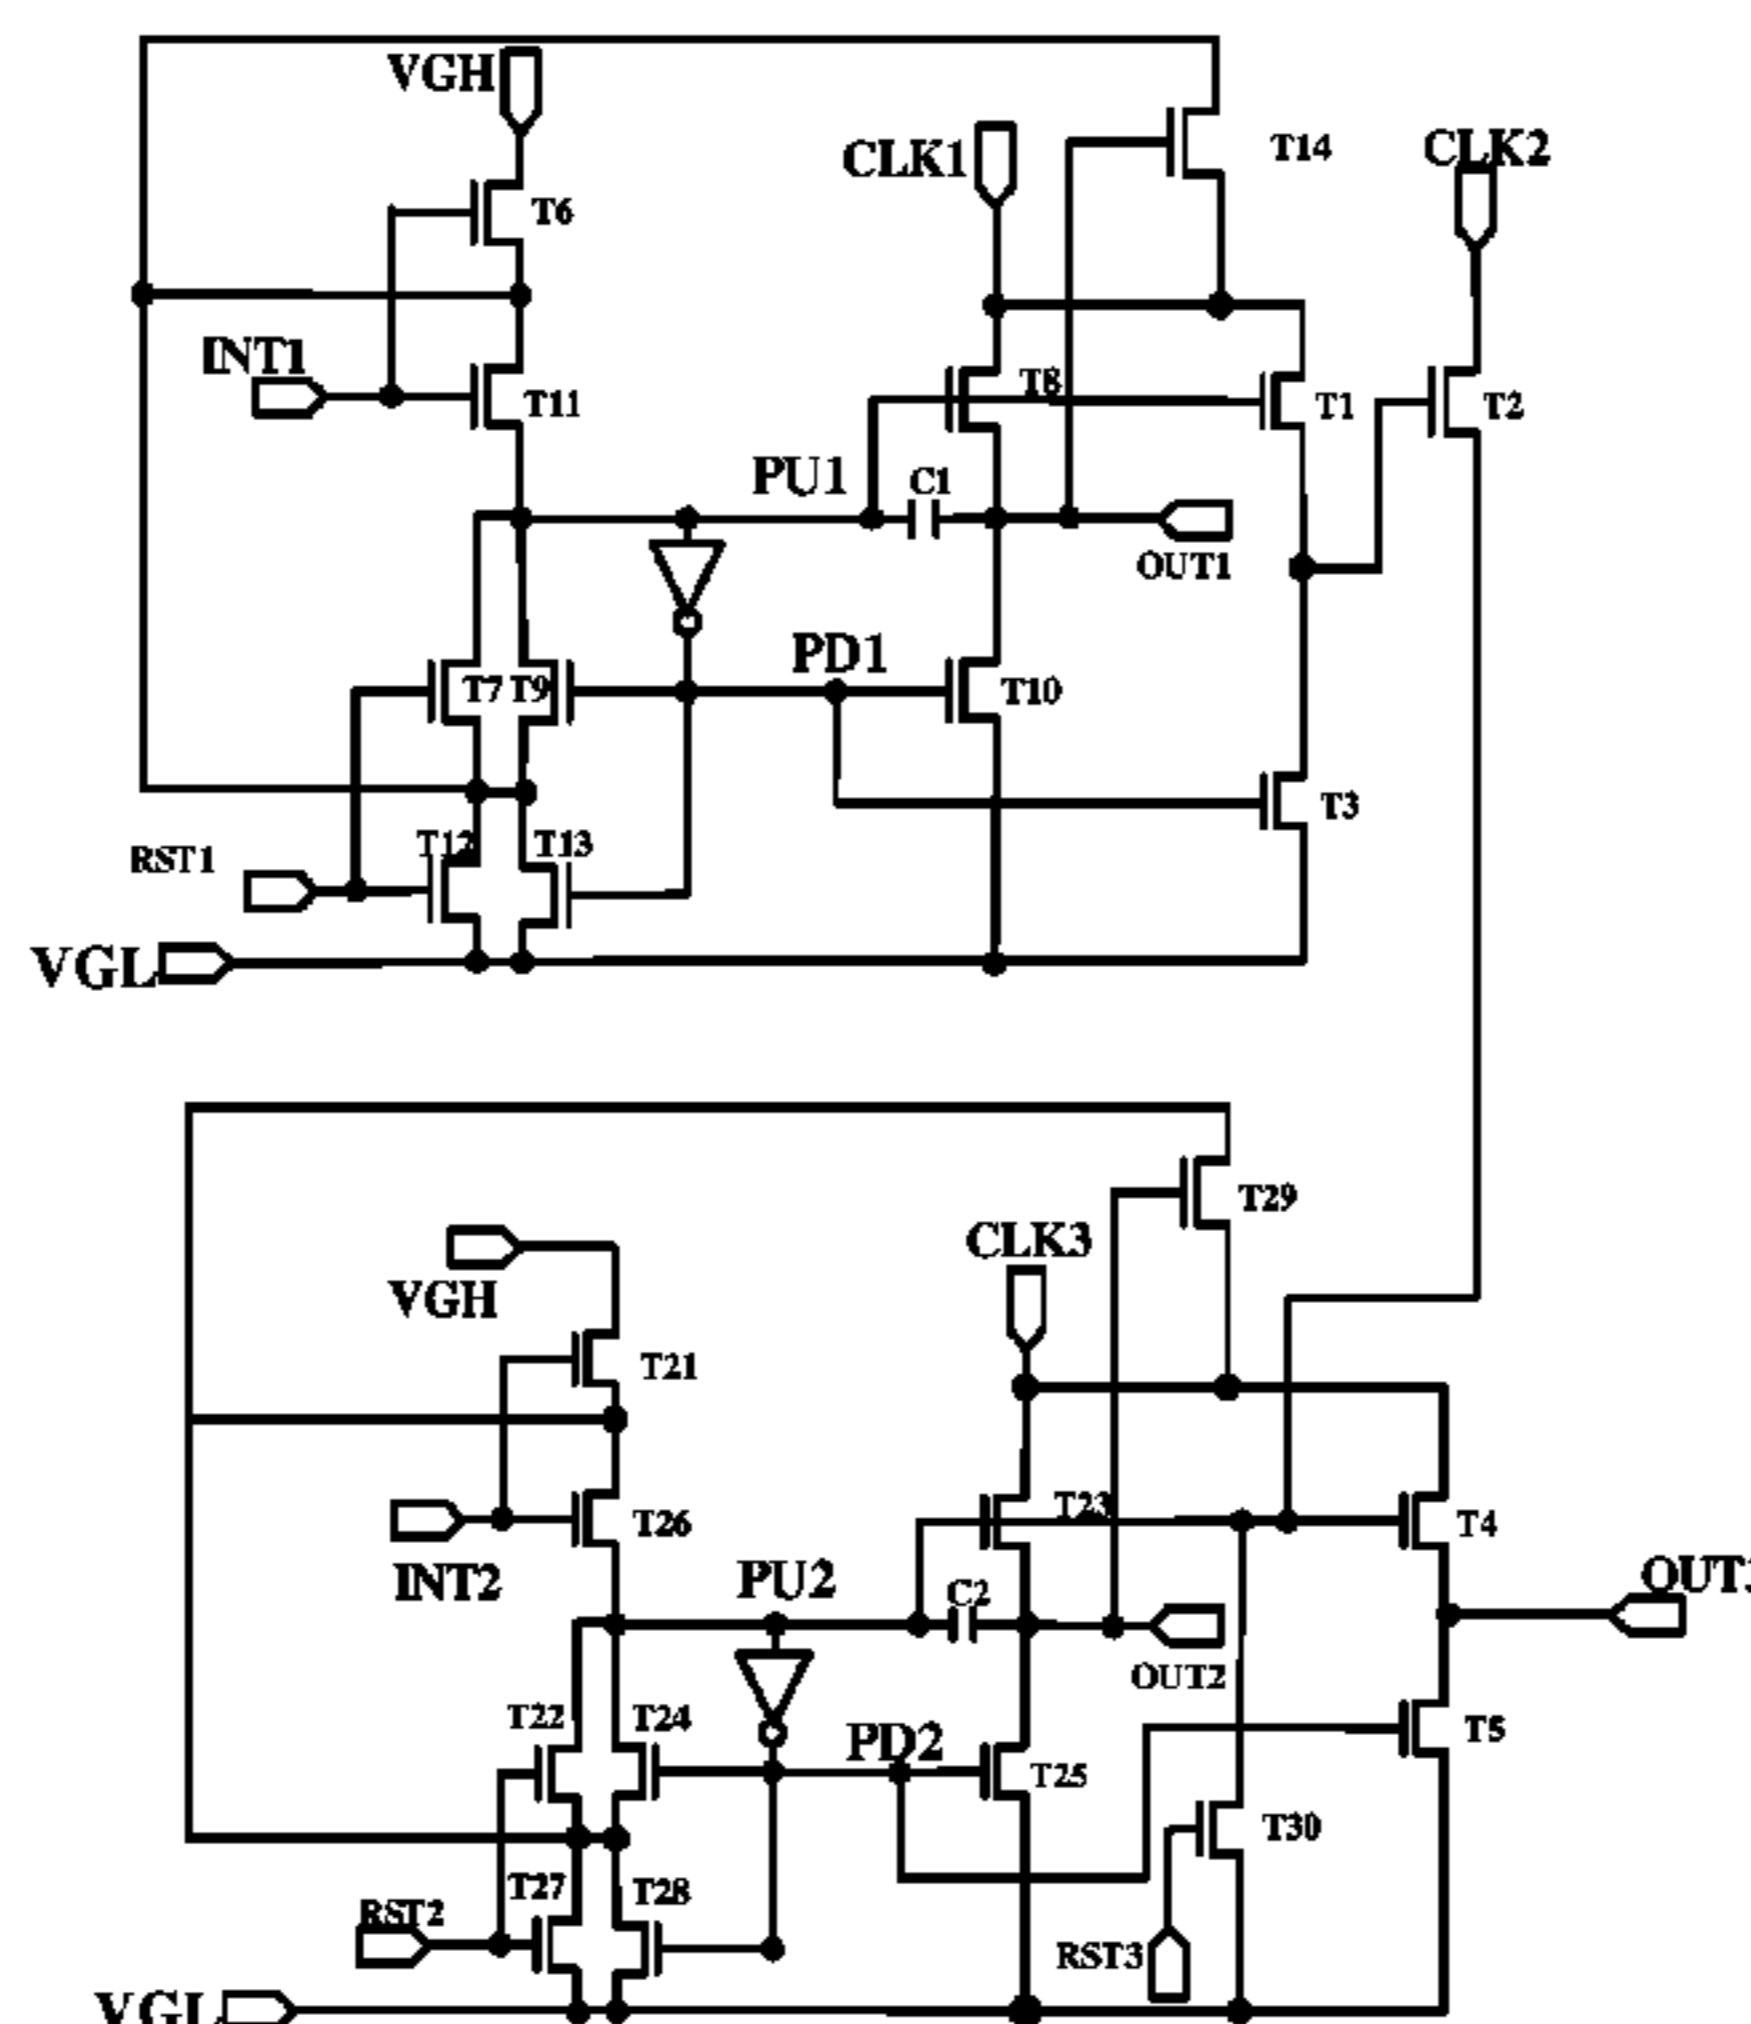 VGH
T14
CLK1
CLK2
T6
INT1
T11
T8
T1
T2
PU1
C1
OUT1
PD1
T7
T9
T10
T3
T12
T13
RST1
VGL
T29
CLK3
VGH
T21
T23
T4
T26
INT2
PU2
C2
OUT2
T22
T24
PD2
T25
T5
T30
T27
T28
RST2
RST3
VGL